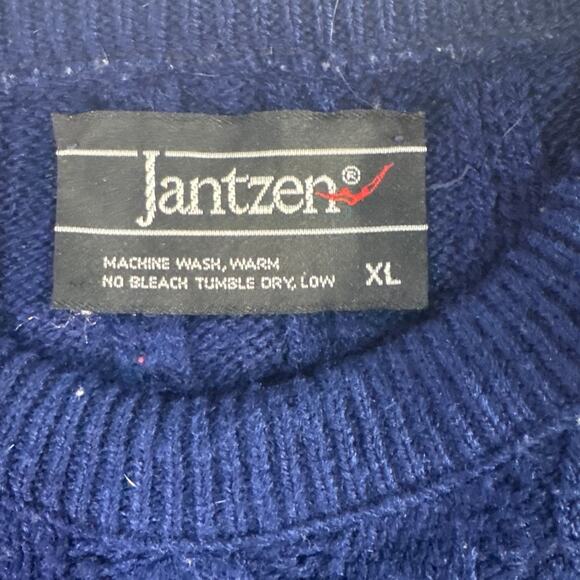 Jantzen®
MACHINE WASH, WARM
NO BLEACH TUMBLE DRY, LOW
XL